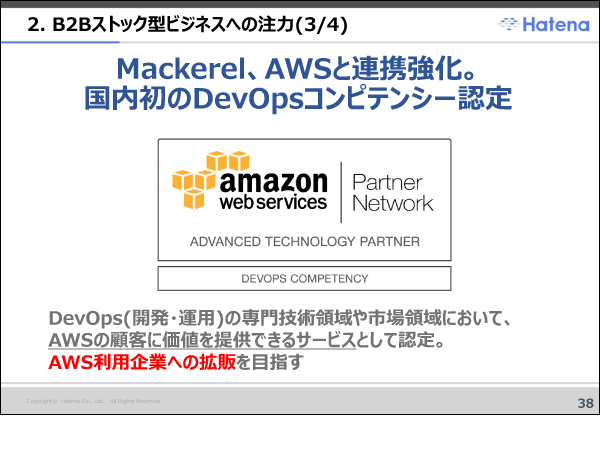 2. B2Bストック型ビジネスへの注力(3/4)
Hatena
Mackerel、AWSと連携強化。
国内初のDevOpsコンピテンシー認定
amazon
web services
Partner
Network
ADVANCED TECHNOLOGY PARTNER
DEVOPS COMPETENCY
DevOps(開発・運用)の専門技術領域や市場領域において、
AWSの顧客に価値を提供できるサービスとして認定。
AWS利用企業への拡販を目指す
Copyright© Hatena Co., Ltd. All Rights Reserved.
38